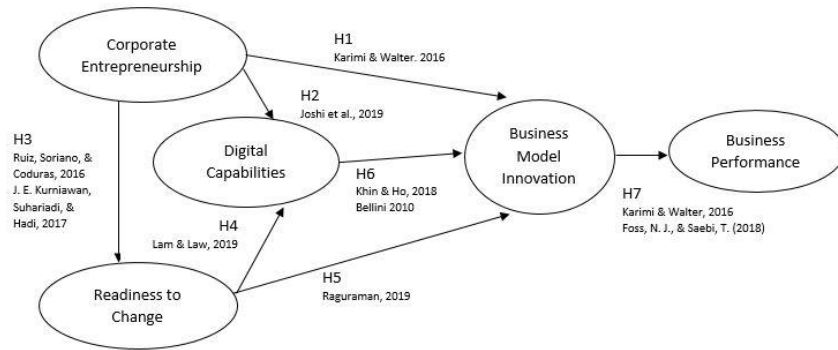 Corporate
Entrepreneurship
H1
Karimi & Walter. 2016
H2
Joshi et al., 2019
H3
Ruiz, Soriano, &
Coduras, 2016
J. E. Kurniawan,
Suhariadi, &
Hadi, 2017
Digital
Capabilities
Business
Model
Innovation
Business
Performance
H6
Khin & Ho, 2018
Bellini 2010
H7
Karimi & Walter, 2016
Foss, N. J., & Saebi, T. (2018)
H4
Lam & Law, 2019
H5
Raguraman, 2019
Readiness to
Change